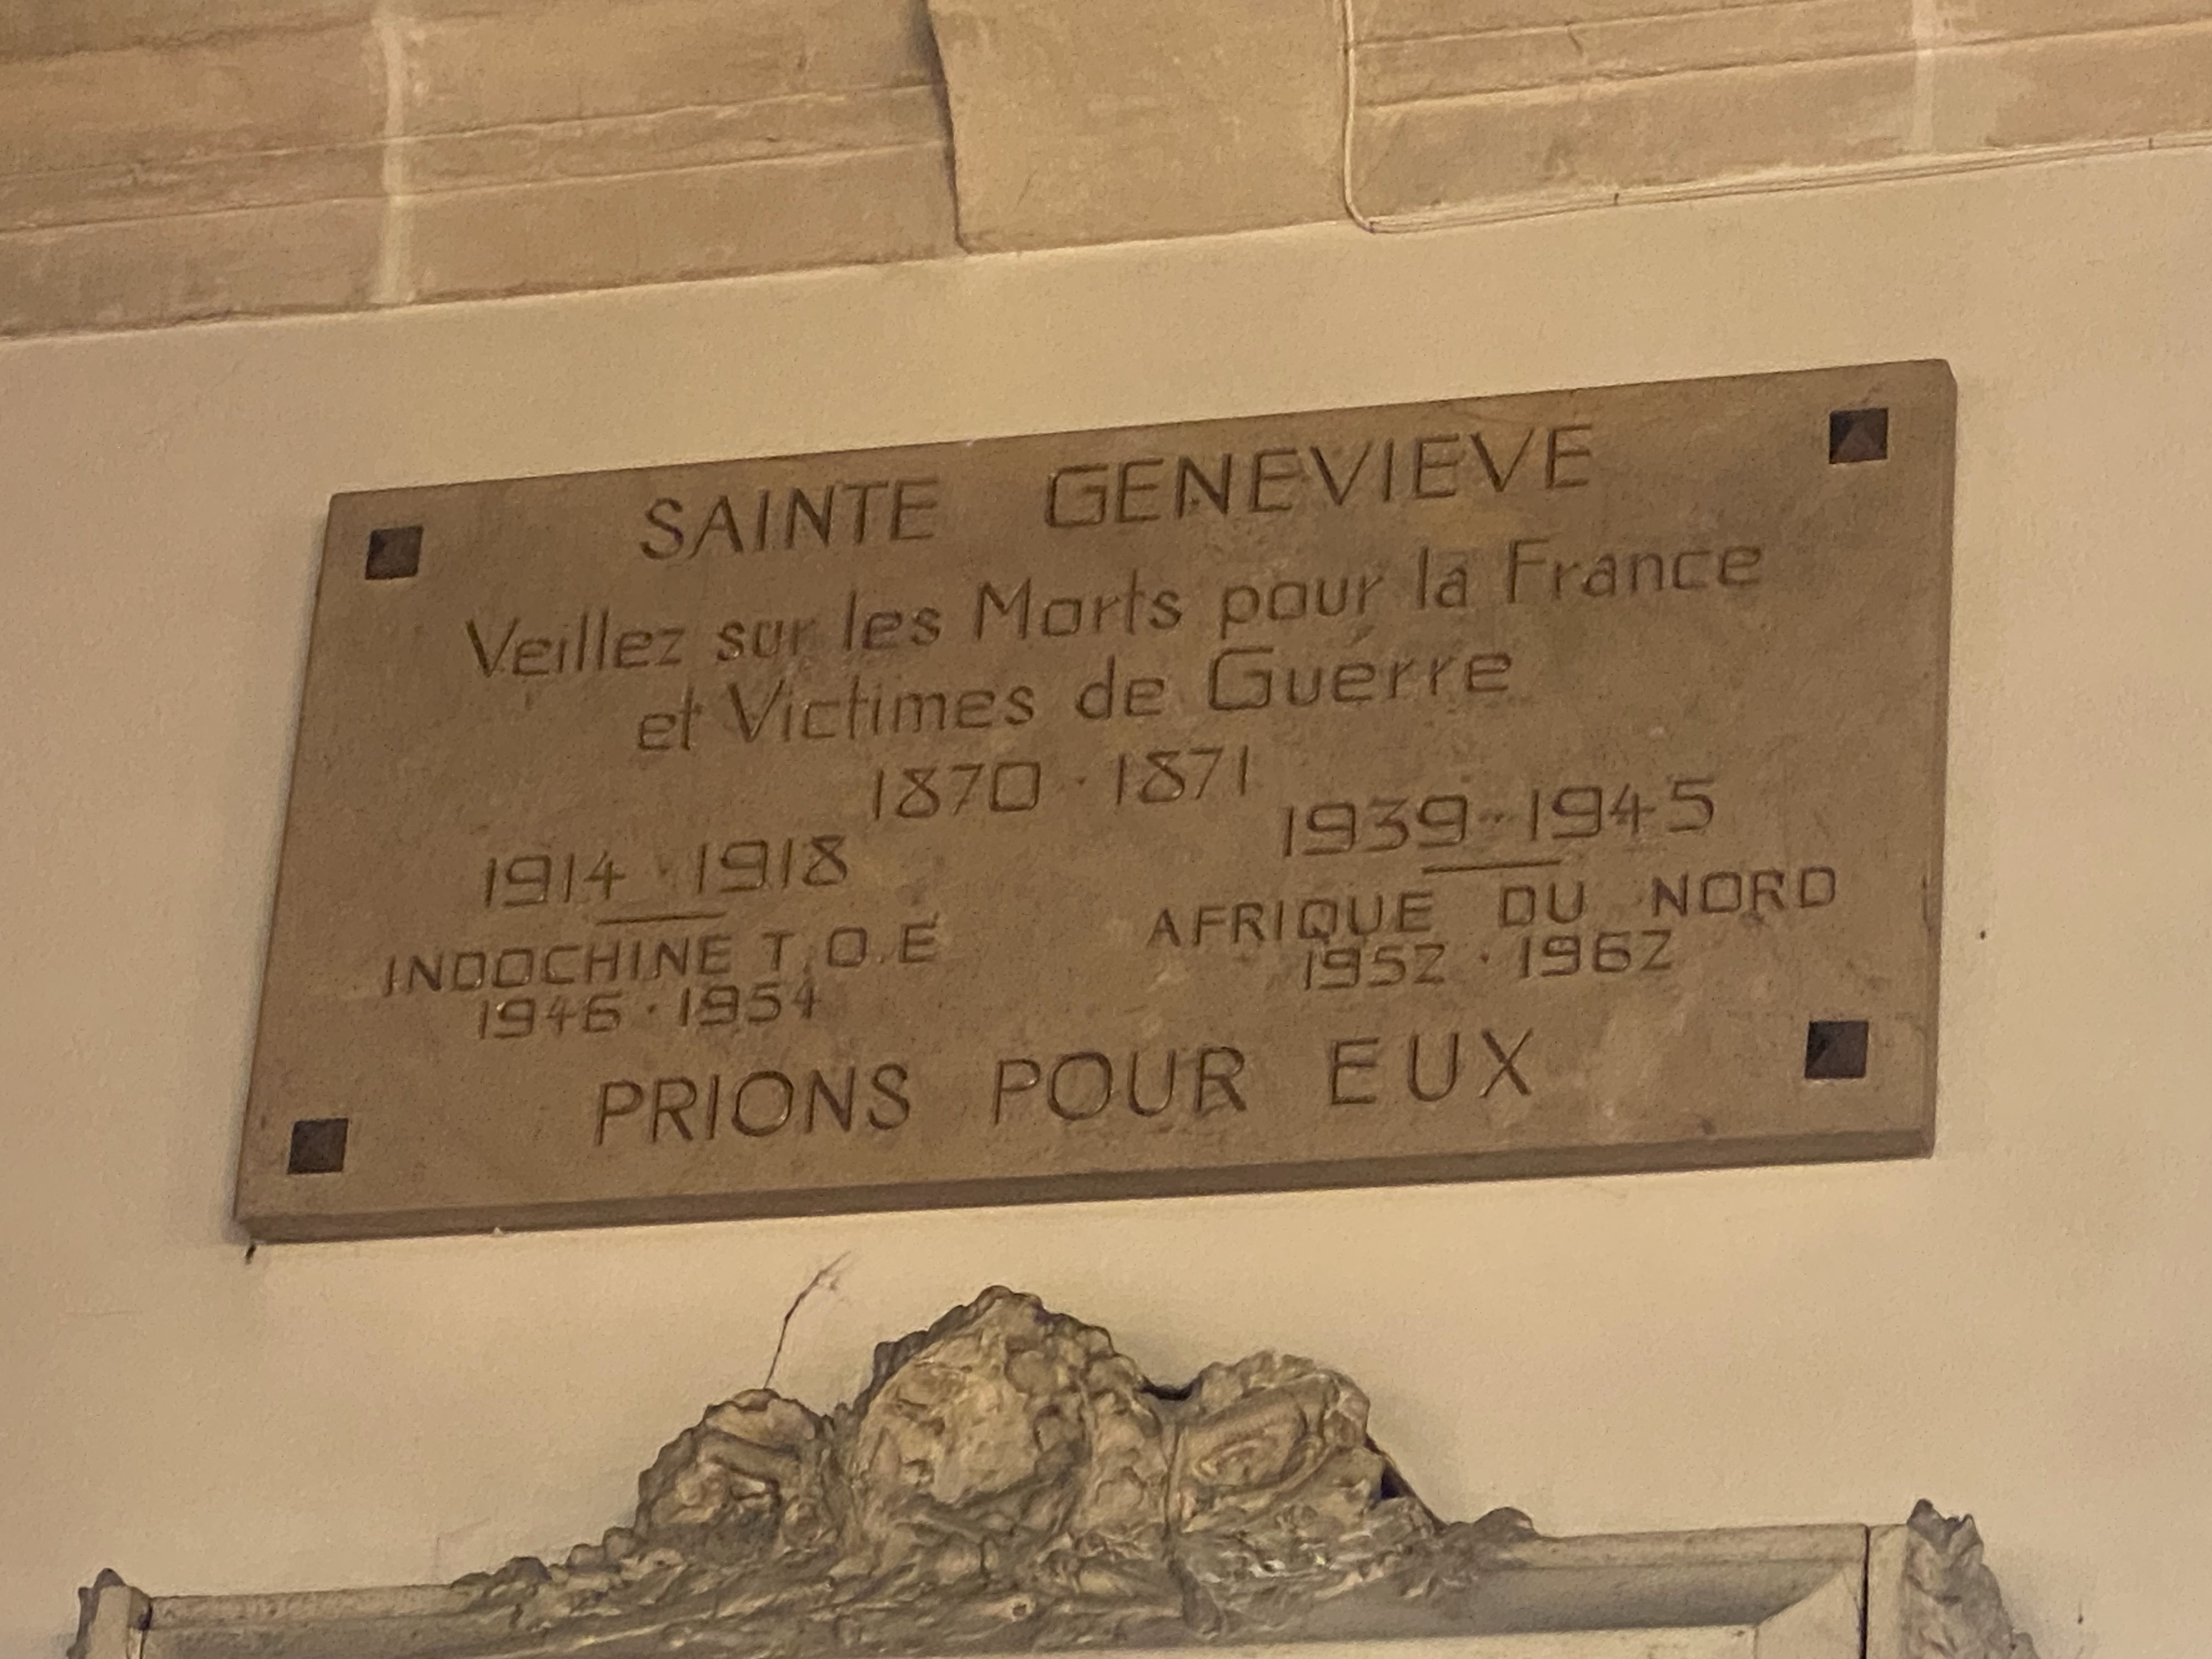 SAINTE GENEVIEVE
Veillez sur les Morts pour la France
et Victimes de Guerre
1870 · 1871
1914 · 1918
1939 - 1945
INDOCHINE T.O.E
1946 · 1954
AFRIQUE DU NORD
1952 · 1962
PRIONS POUR EUX